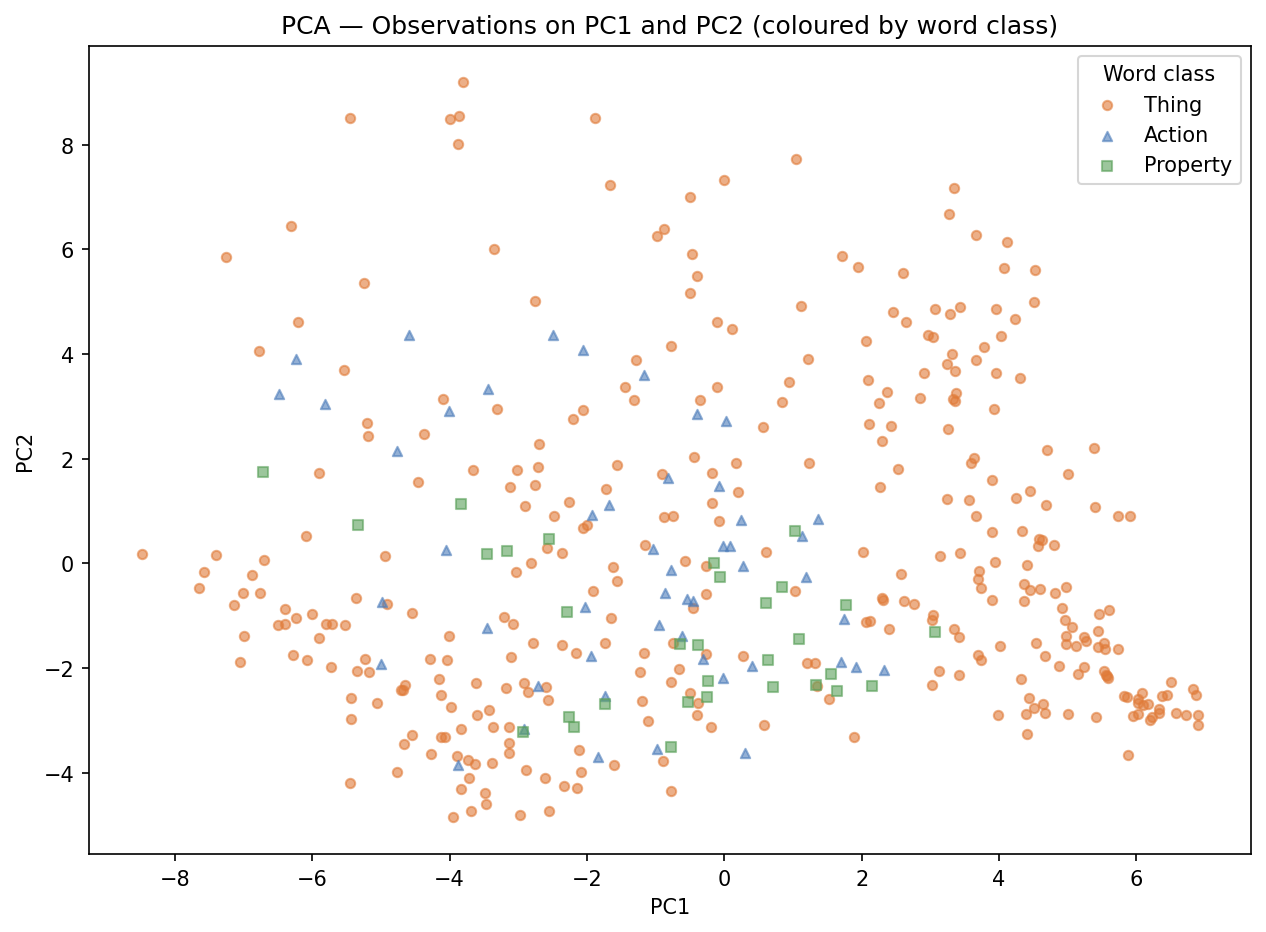 PCA — Observations on PC1 and PC2 (coloured by word class)
Word class
Thing
Action
Property
8
6
4
2
0
−2
−4
PC2
−8
−6
−4
−2
0
2
4
6
PC1